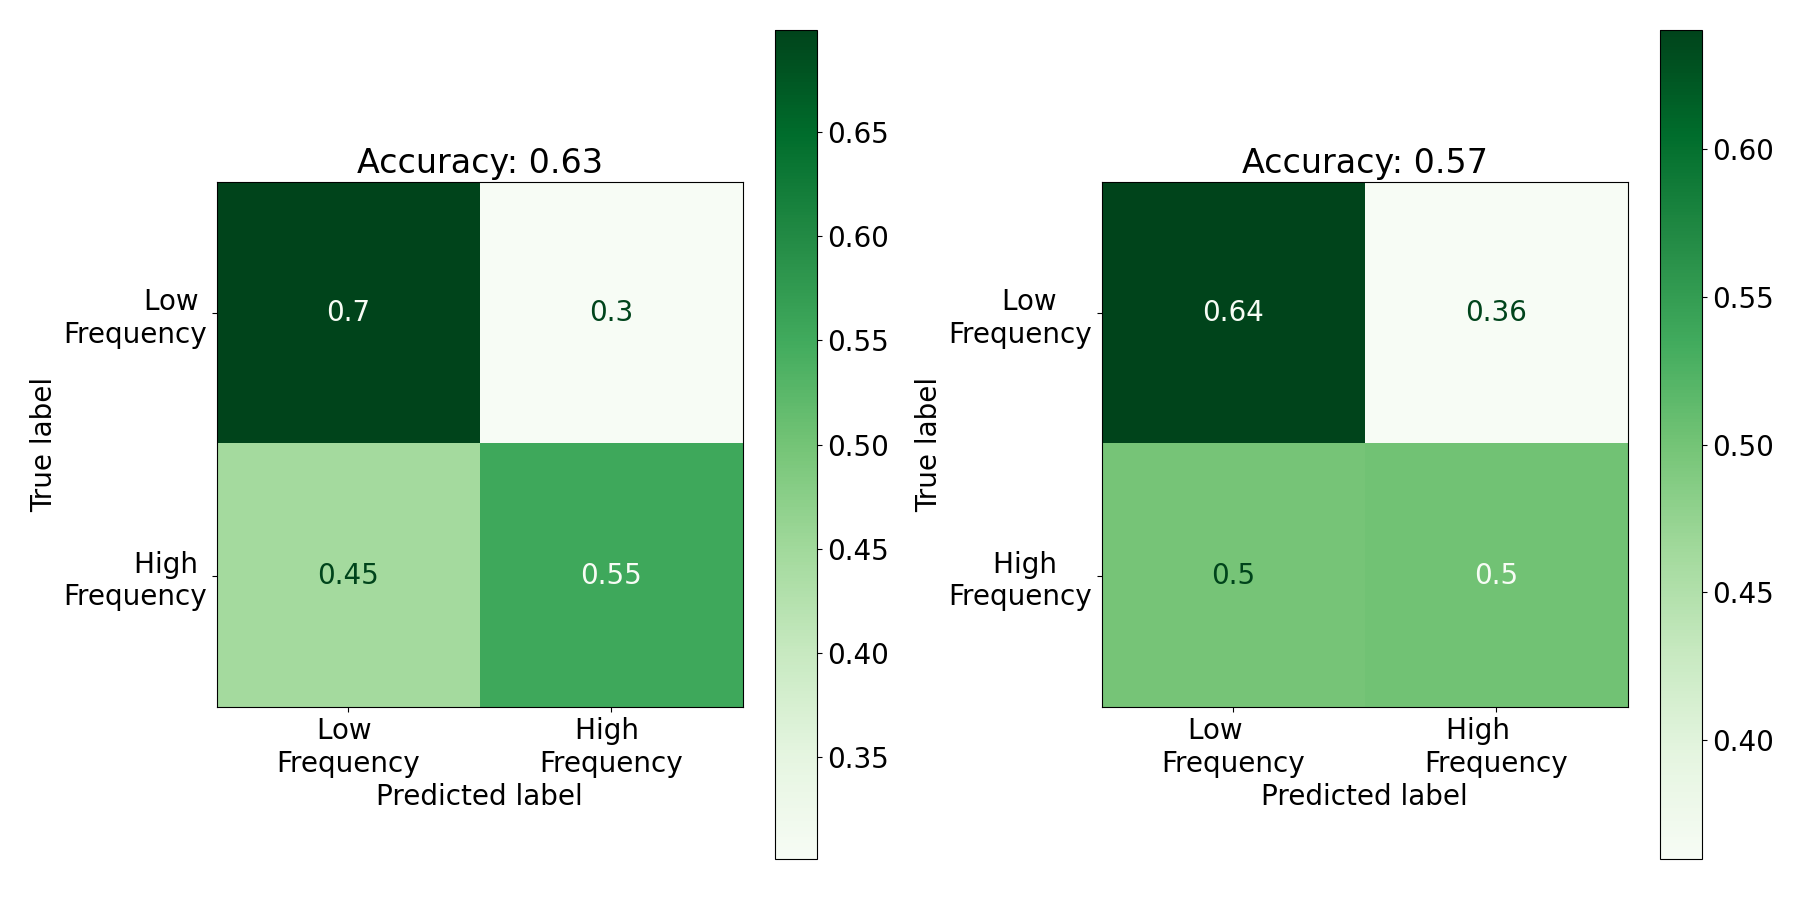 Accuracy: 0.63
Low
Frequency
High
Frequency
True label
0.7
0.3
0.45
0.55
Low
Frequency
High
Frequency
Predicted label
0.65
0.60
0.55
0.50
0.45
0.40
0.35
Accuracy: 0.57
Low
Frequency
High
Frequency
True label
0.64
0.36
0.5
0.5
Low
Frequency
High
Frequency
Predicted label
0.60
0.55
0.50
0.45
0.40